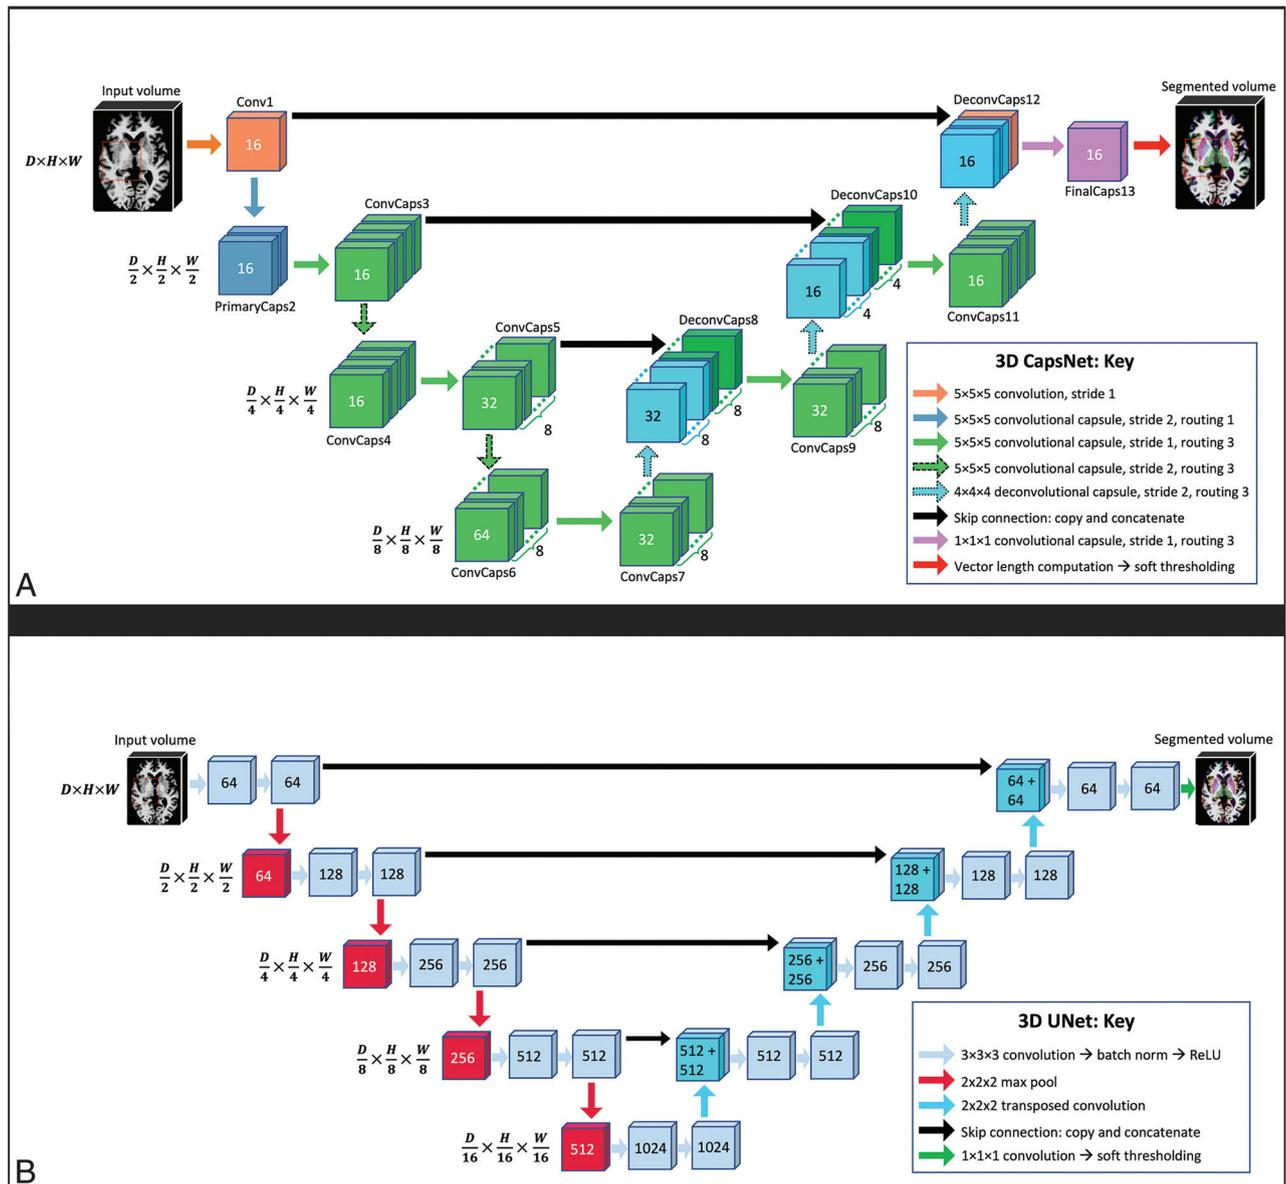 Input volume
Conv1
DeconvCaps12
Segmented volume
D×H×W
16
16
16
FinalCaps13
ConvCaps3
DeconvCaps10
D/2 × H/2 × W/2
16
PrimaryCaps2
16
16
4
4
16
ConvCaps11
ConvCaps5
DeconvCaps8
D/4 × H/4 × W/4
16
ConvCaps4
32
8
32
8
8
32
8
ConvCaps9
D/8 × H/8 × W/8
64
8
ConvCaps6
32
8
ConvCaps7
3D CapsNet: Key
5×5×5 convolution, stride 1
5×5×5 convolutional capsule, stride 2, routing 1
5×5×5 convolutional capsule, stride 1, routing 3
5×5×5 convolutional capsule, stride 2, routing 3
4×4×4 deconvolutional capsule, stride 2, routing 3
Skip connection: copy and concatenate
1×1×1 convolutional capsule, stride 1, routing 3
Vector length computation → soft thresholding
A
Input volume
Segmented volume
D×H×W
64
64
64 +
64
64
64
D/2 × H/2 × W/2
64
128
128
128 +
128
128
128
D/4 × H/4 × W/4
128
256
256
256 +
256
256
256
D/8 × H/8 × W/8
256
512
512
512 +
512
512
512
D/16 × H/16 × W/16
512
1024
1024
3D UNet: Key
3×3×3 convolution → batch norm → ReLU
2x2x2 max pool
2x2x2 transposed convolution
Skip connection: copy and concatenate
1×1×1 convolution → soft thresholding
B